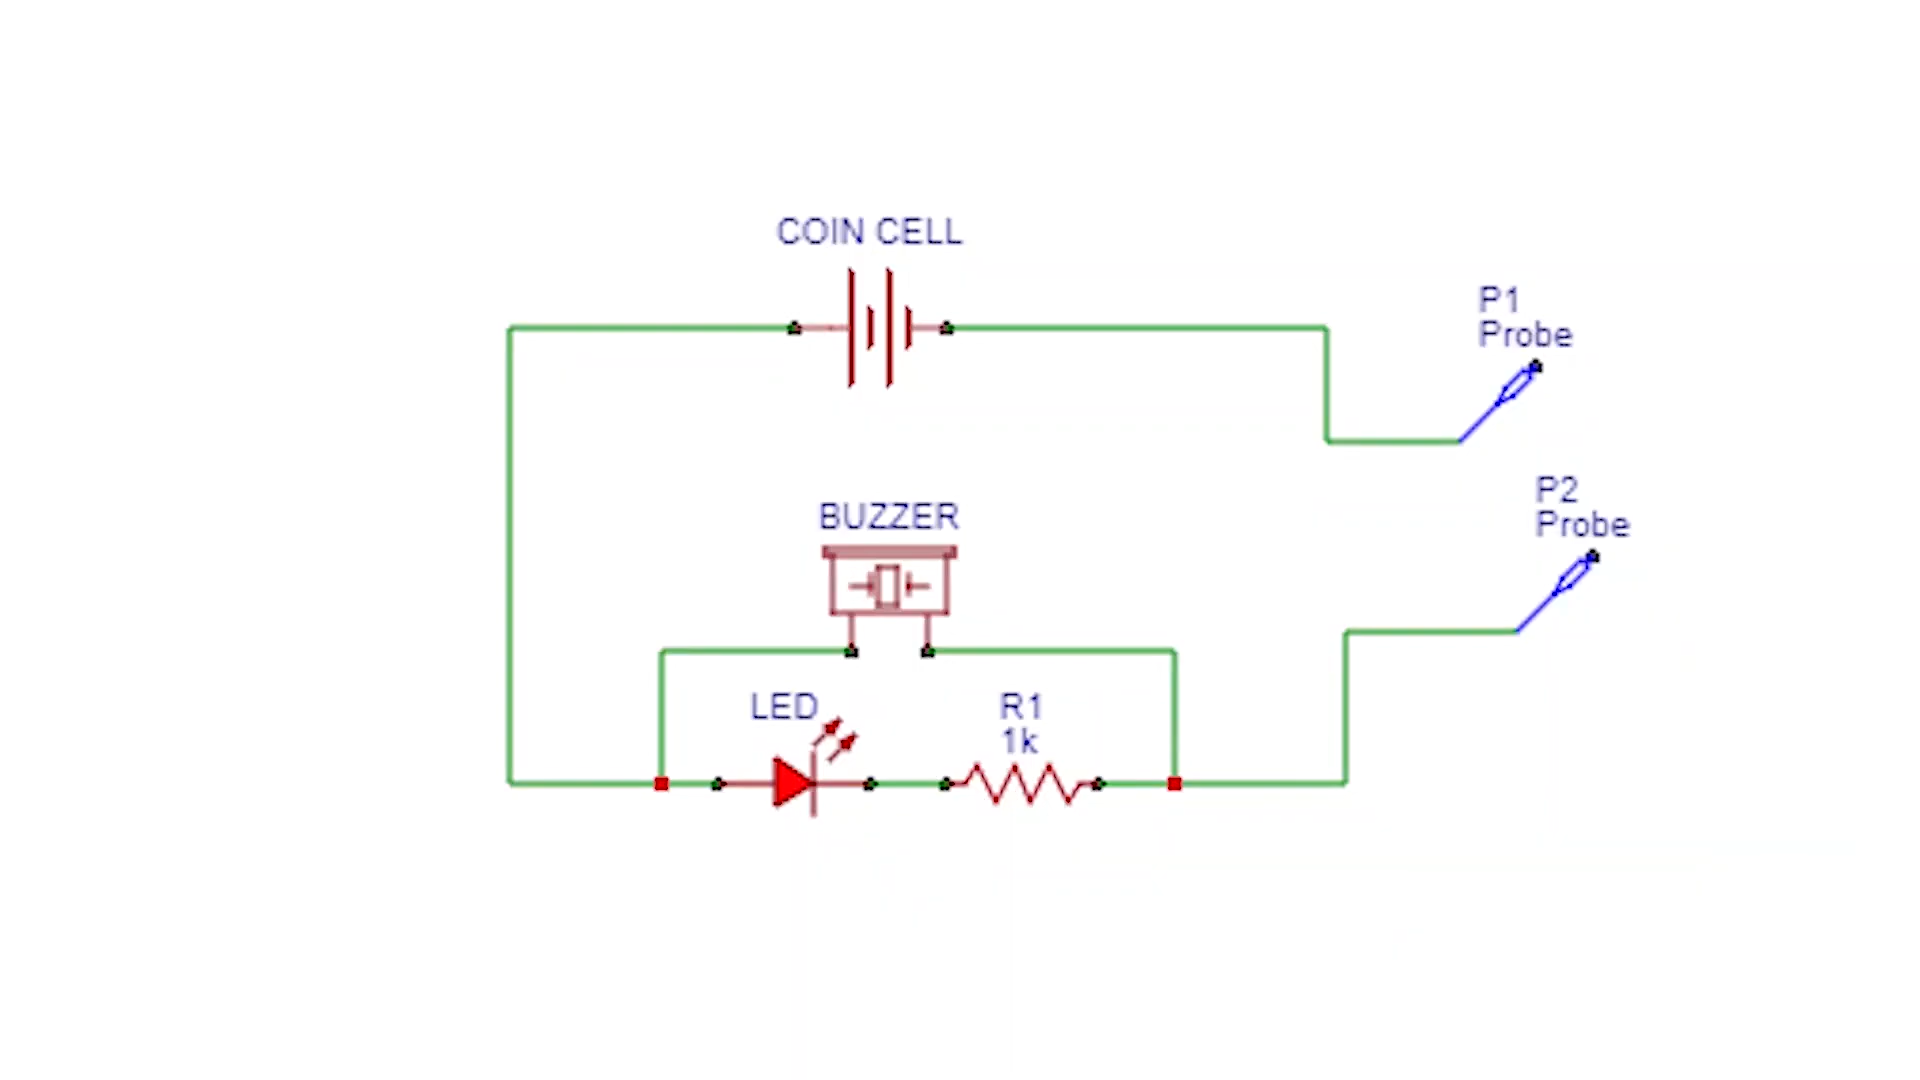 COIN CELL
P1
Probe
P2
Probe
BUZZER
LED
R1
1k